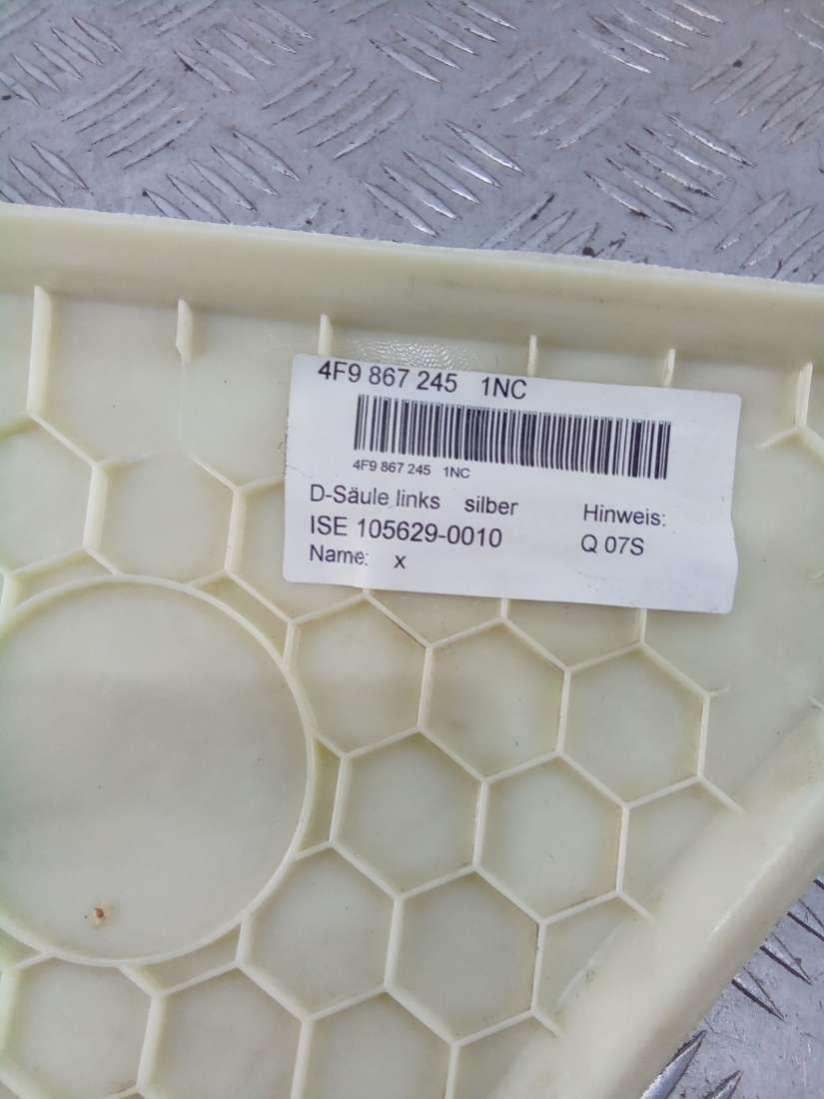 4F9 867 245 1NC
4F9 867 245 1NC
D-Säule links silber
ISE 105629-0010
Name: x
Hinweis:
Q 07S